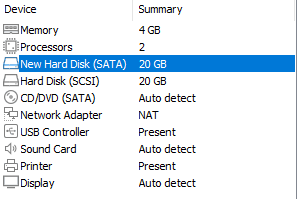 Device Summary
Memory 4 GB
Processors 2
New Hard Disk (SATA) 20 GB
Hard Disk (SCSI) 20 GB
CD/DVD (SATA) Auto detect
Network Adapter NAT
USB Controller Present
Sound Card Auto detect
Printer Present
Display Auto detect